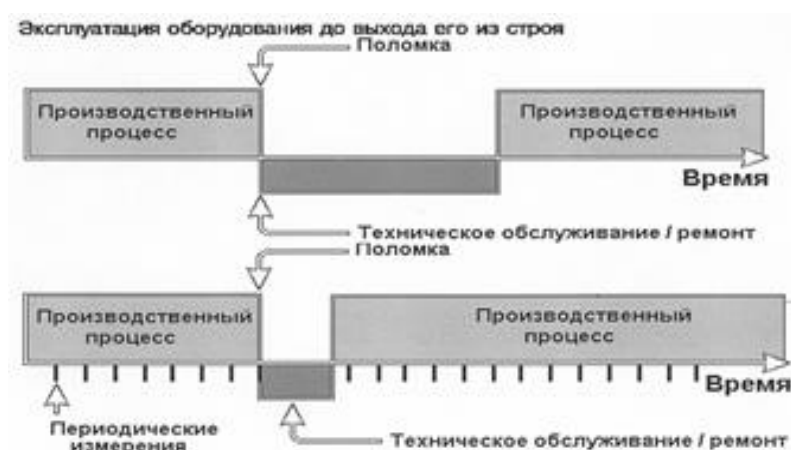 Эксплуатация оборудования до выхода его из строя
Поломка
Производственный
процесс
Производственный
процесс
Время
Техническое обслуживание / ремонт
Поломка
Производственный
процесс
Производственный
процесс
Время
Периодические
измерения
Техническое обслуживание / ремонт